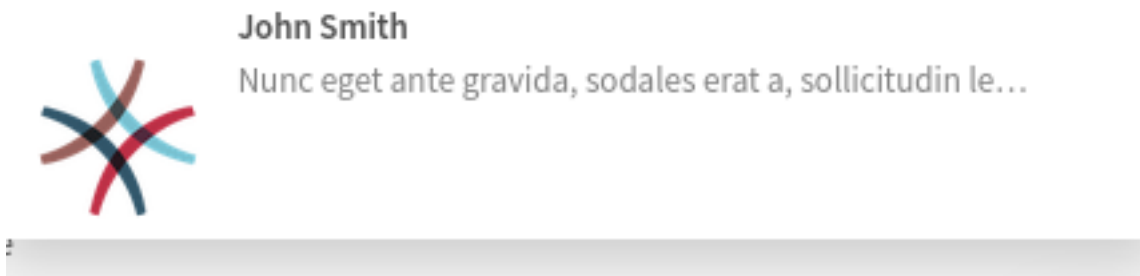 John Smith
Nunc eget ante gravida, sodales erat a, sollicitudin le...